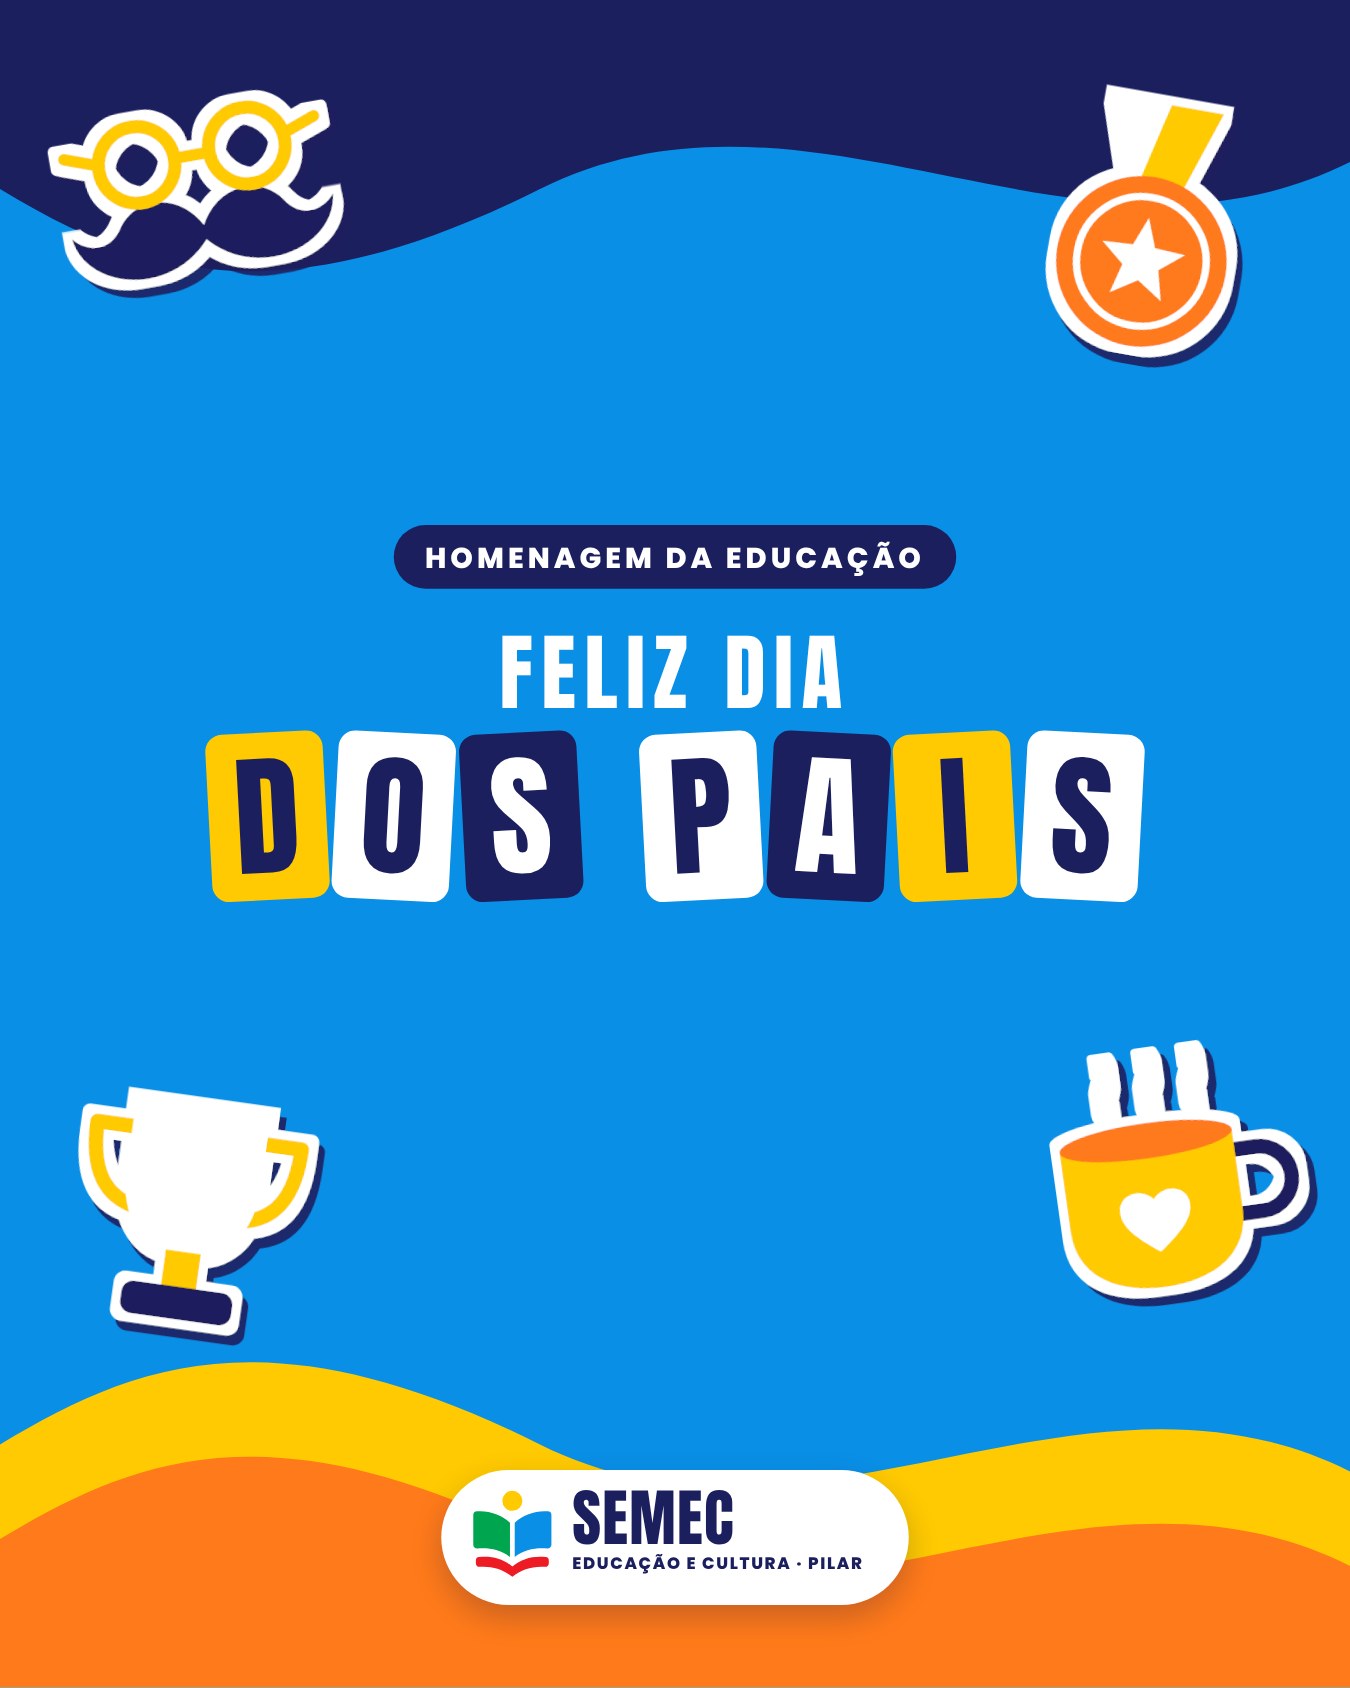 HOMENAGEM DA EDUCAÇÃO
FELIZ DIA
DOS PAIS
SEMEC
EDUCAÇÃO E CULTURA · PILAR